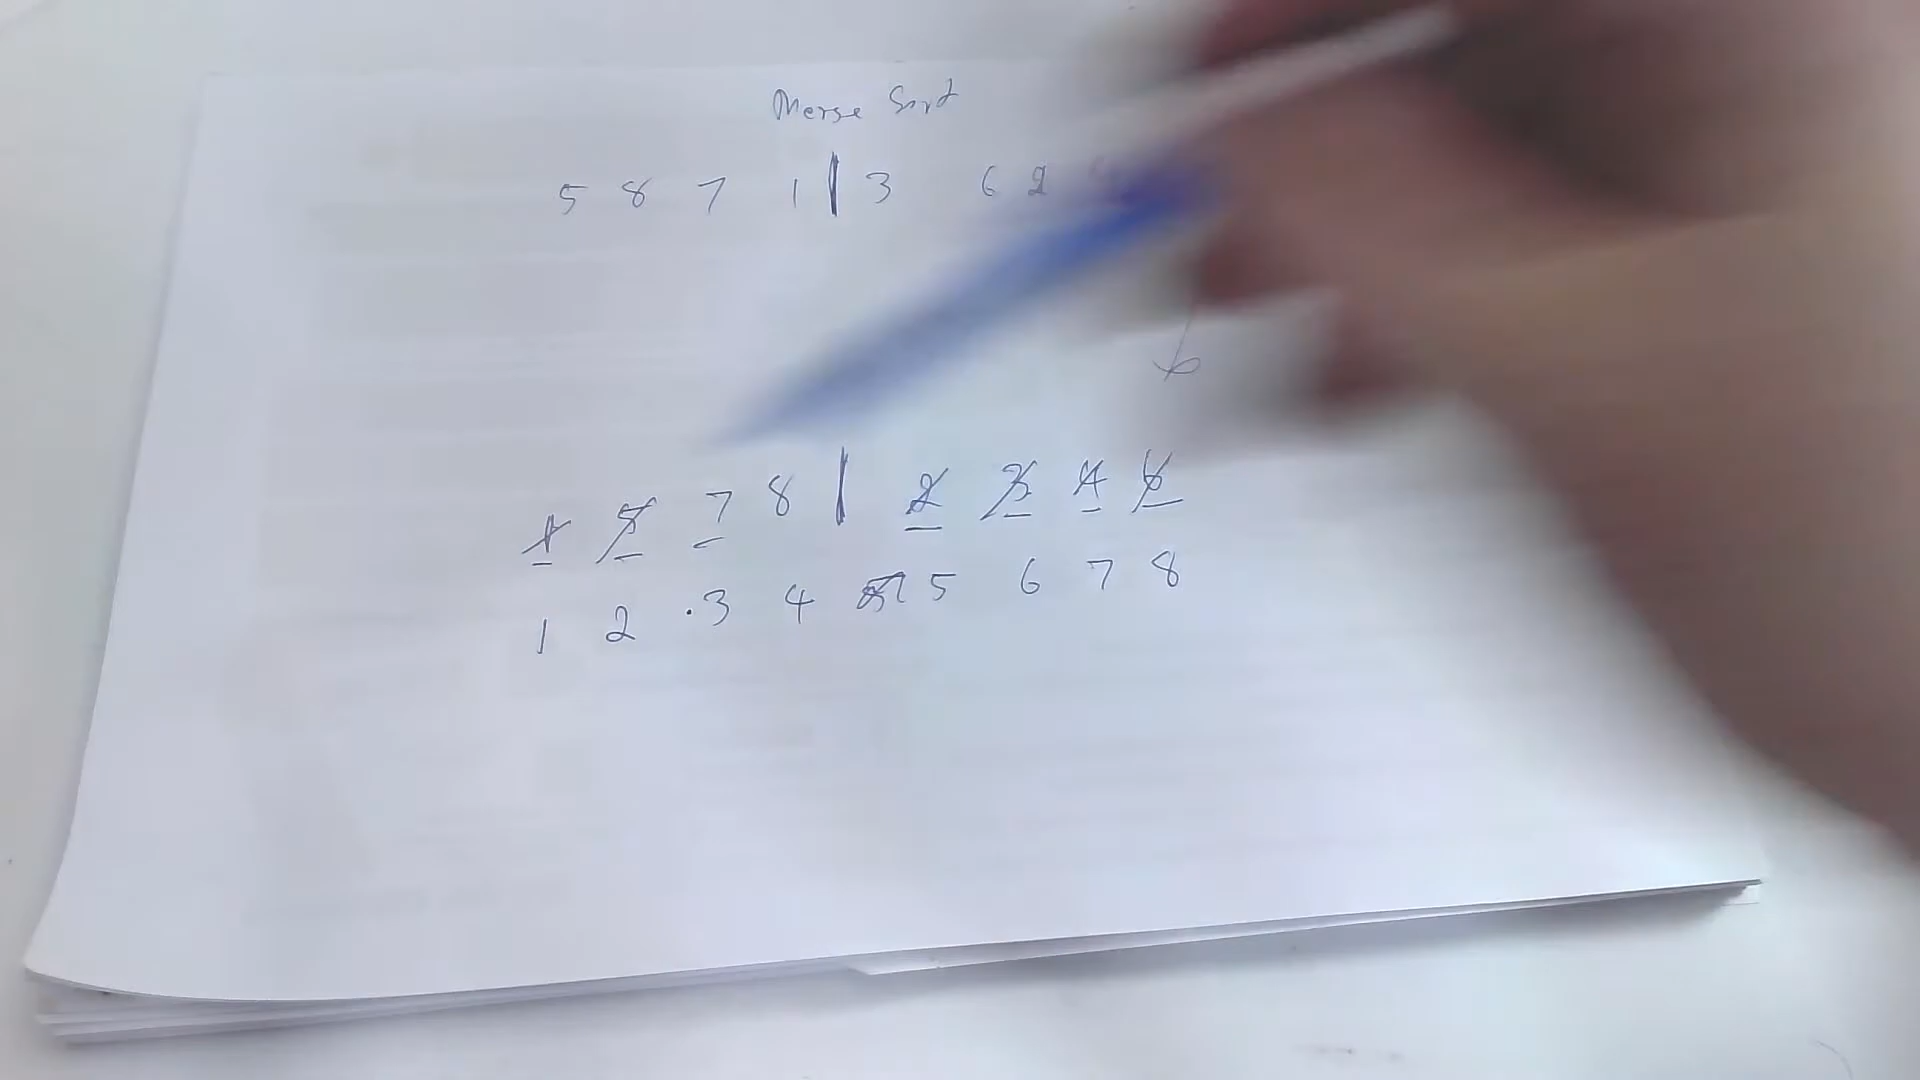 Merge Sort
5 8 7 1 | 3 6 2
6
1 5 7 8 | 2 3 4 6
1 2 3 4 5 6 7 8